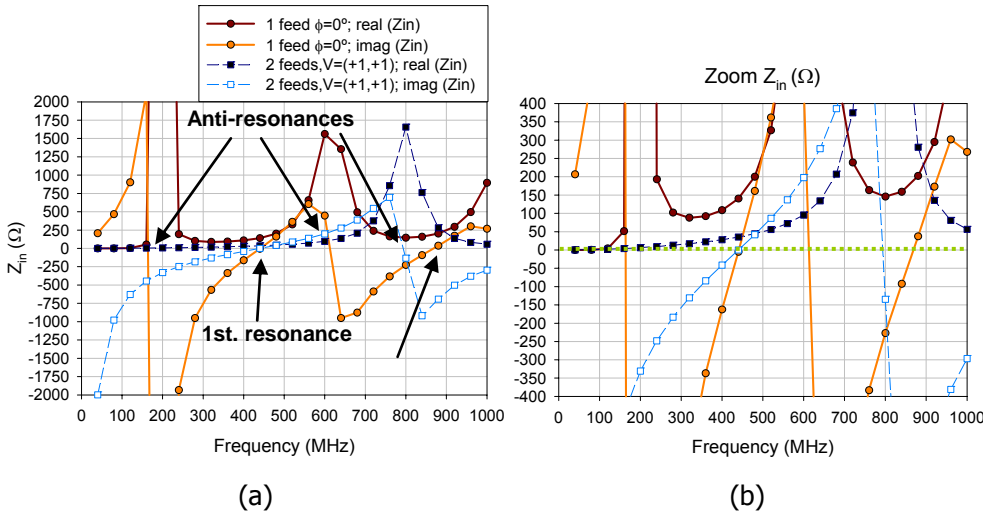 1 feed ϕ=0º; real (Zin)
1 feed ϕ=0º; imag (Zin)
2 feeds,V=(+1,+1); real (Zin)
2 feeds,V=(+1,+1); imag (Zin)
Zoom Zin (Ω)
2000
1750
1500
1250
1000
750
500
250
0
-250
-500
-750
-1000
-1250
-1500
-1750
-2000
Zin (Ω)
Anti-resonances
1st. resonance
0 100 200 300 400 500 600 700 800 900 1000
Frequency (MHz)
(a)
400
350
300
250
200
150
100
50
0
-50
-100
-150
-200
-250
-300
-350
-400
0 100 200 300 400 500 600 700 800 900 1000
Frequency (MHz)
(b)